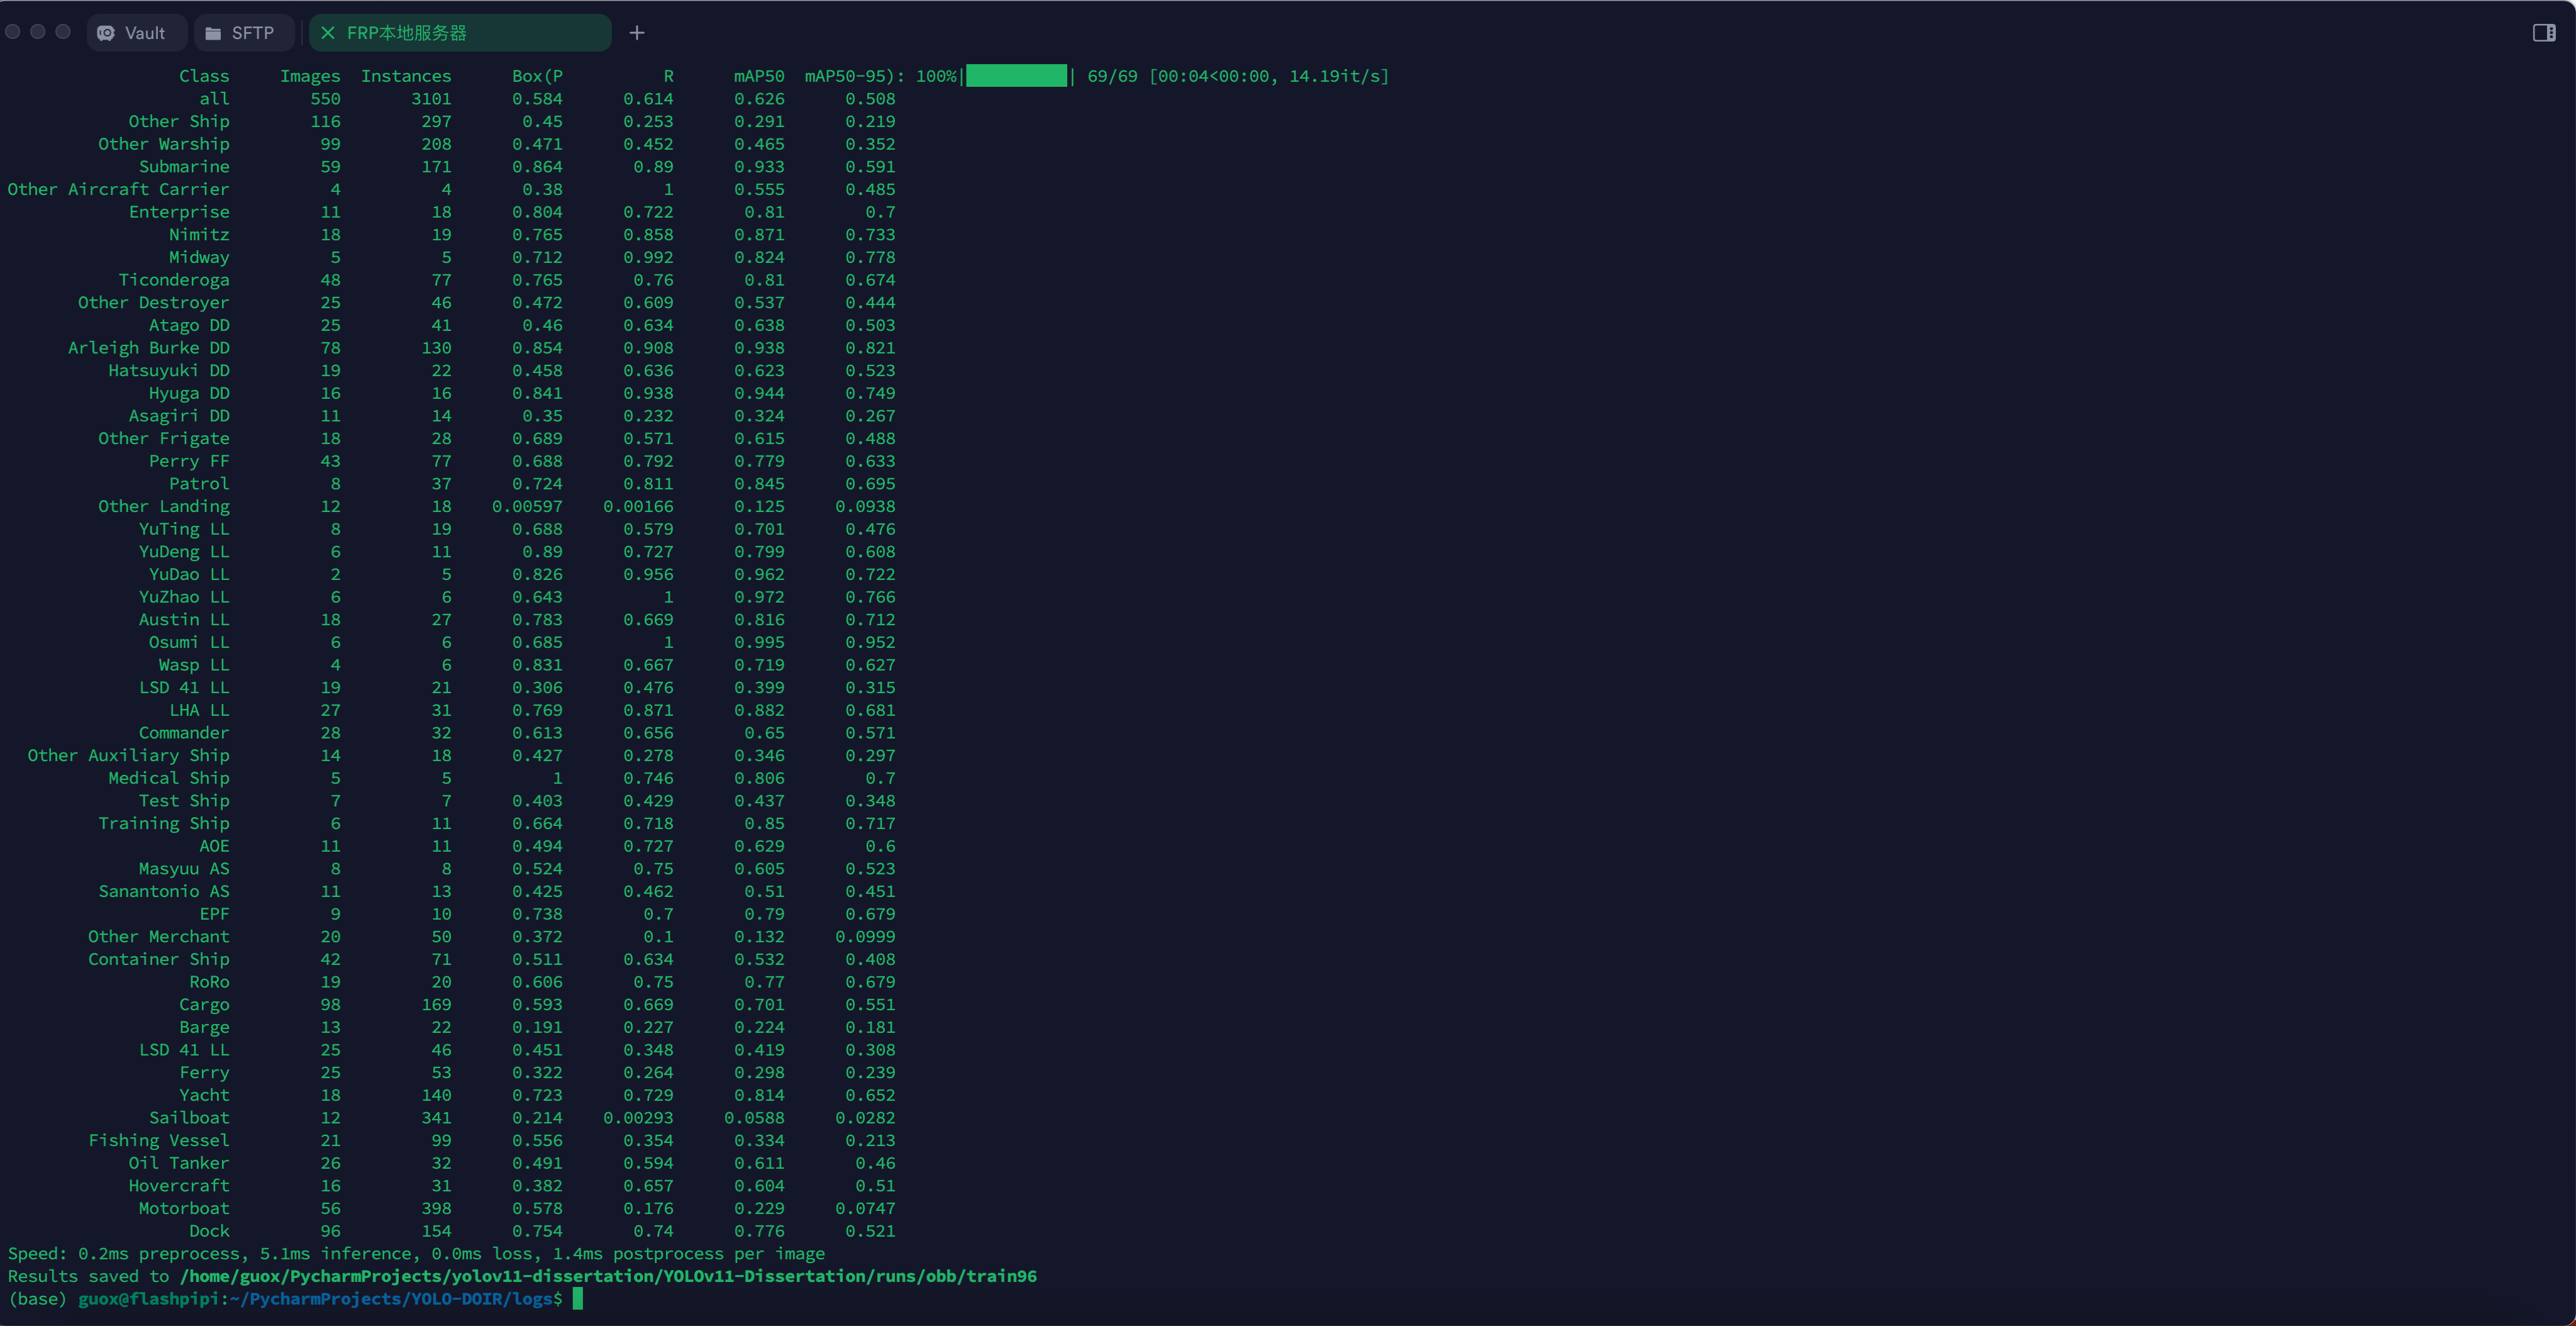 Vault SFTP FRP本地服务器
Class Images Instances Box(P R mAP50 mAP50-95): 100%| | 69/69 [00:04<00:00, 14.19it/s]
all 550 3101 0.584 0.614 0.626 0.508
Other Ship 116 297 0.45 0.253 0.291 0.219
Other Warship 99 208 0.471 0.452 0.465 0.352
Submarine 59 171 0.864 0.89 0.933 0.591
Other Aircraft Carrier 4 4 0.38 1 0.555 0.485
Enterprise 11 18 0.804 0.722 0.81 0.7
Nimitz 18 19 0.765 0.858 0.871 0.733
Midway 5 5 0.712 0.992 0.824 0.778
Ticonderoga 48 77 0.765 0.76 0.81 0.674
Other Destroyer 25 46 0.472 0.609 0.537 0.444
Atago DD 25 41 0.46 0.634 0.638 0.503
Arleigh Burke DD 78 130 0.854 0.908 0.938 0.821
Hatsuyuki DD 19 22 0.458 0.636 0.623 0.523
Hyuga DD 16 16 0.841 0.938 0.944 0.749
Asagiri DD 11 14 0.35 0.232 0.324 0.267
Other Frigate 18 28 0.689 0.571 0.615 0.488
Perry FF 43 77 0.688 0.792 0.779 0.633
Patrol 8 37 0.724 0.811 0.845 0.695
Other Landing 12 18 0.00597 0.00166 0.125 0.0938
YuTing LL 8 19 0.688 0.579 0.701 0.476
YuDeng LL 6 11 0.89 0.727 0.799 0.608
YuDao LL 2 5 0.826 0.956 0.962 0.722
YuZhao LL 6 6 0.643 1 0.972 0.766
Austin LL 18 27 0.783 0.669 0.816 0.712
Osumi LL 6 6 0.685 1 0.995 0.952
Wasp LL 4 6 0.831 0.667 0.719 0.627
LSD 41 LL 19 21 0.306 0.476 0.399 0.315
LHA LL 27 31 0.769 0.871 0.882 0.681
Commander 28 32 0.613 0.656 0.65 0.571
Other Auxiliary Ship 14 18 0.427 0.278 0.346 0.297
Medical Ship 5 5 1 0.746 0.806 0.7
Test Ship 7 7 0.403 0.429 0.437 0.348
Training Ship 6 11 0.664 0.718 0.85 0.717
AOE 11 11 0.494 0.727 0.629 0.6
Masyuu AS 8 8 0.524 0.75 0.605 0.523
Sanantonio AS 11 13 0.425 0.462 0.51 0.451
EPF 9 10 0.738 0.7 0.79 0.679
Other Merchant 20 50 0.372 0.1 0.132 0.0999
Container Ship 42 71 0.511 0.634 0.532 0.408
RoRo 19 20 0.606 0.75 0.77 0.679
Cargo 98 169 0.593 0.669 0.701 0.551
Barge 13 22 0.191 0.227 0.224 0.181
LSD 41 LL 25 46 0.451 0.348 0.419 0.308
Ferry 25 53 0.322 0.264 0.298 0.239
Yacht 18 140 0.723 0.729 0.814 0.652
Sailboat 12 341 0.214 0.00293 0.0588 0.0282
Fishing Vessel 21 99 0.556 0.354 0.334 0.213
Oil Tanker 26 32 0.491 0.594 0.611 0.46
Hovercraft 16 31 0.382 0.657 0.604 0.51
Motorboat 56 398 0.578 0.176 0.229 0.0747
Dock 96 154 0.754 0.74 0.776 0.521
Speed: 0.2ms preprocess, 5.1ms inference, 0.0ms loss, 1.4ms postprocess per image
Results saved to /home/guox/PycharmProjects/yolov11-dissertation/YOLOv11-Dissertation/runs/obb/train96
(base) guox@flashpipi:~/PycharmProjects/YOLO-DOIR/logs$